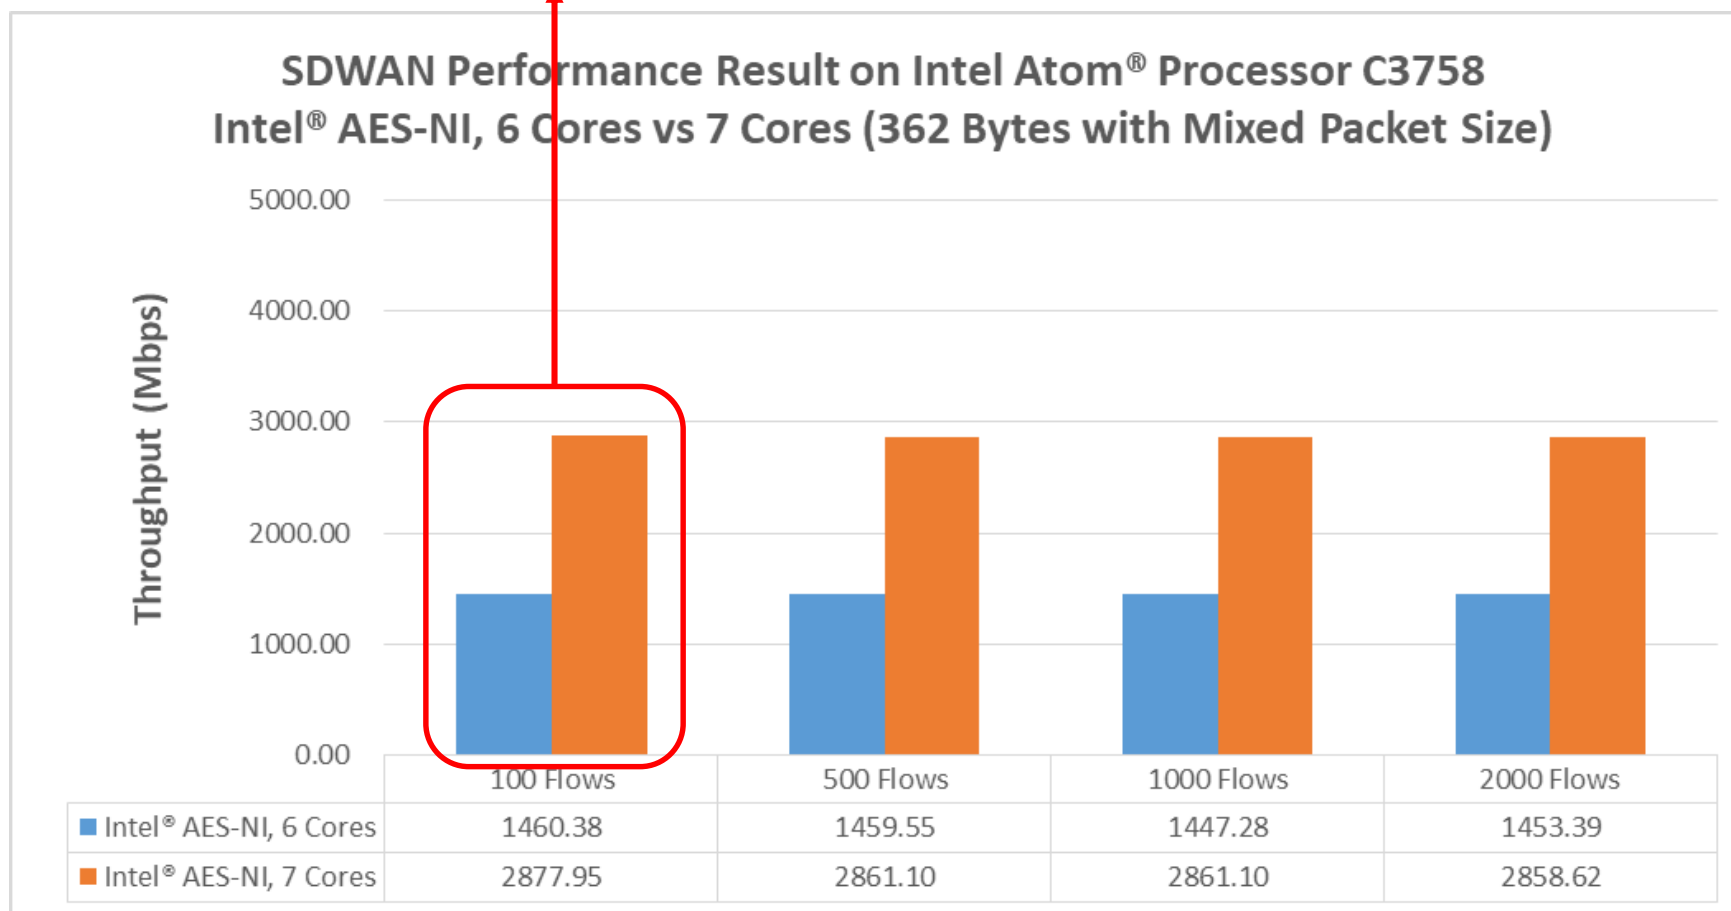 SDWAN Performance Result on Intel Atom® Processor C3758
Intel® AES-NI, 6 Cores vs 7 Cores (362 Bytes with Mixed Packet Size)
Throughput (Mbps)
5000.00
4000.00
3000.00
2000.00
1000.00
0.00
100 Flows 500 Flows 1000 Flows 2000 Flows
Intel® AES-NI, 6 Cores 1460.38 1459.55 1447.28 1453.39
Intel® AES-NI, 7 Cores 2877.95 2861.10 2861.10 2858.62